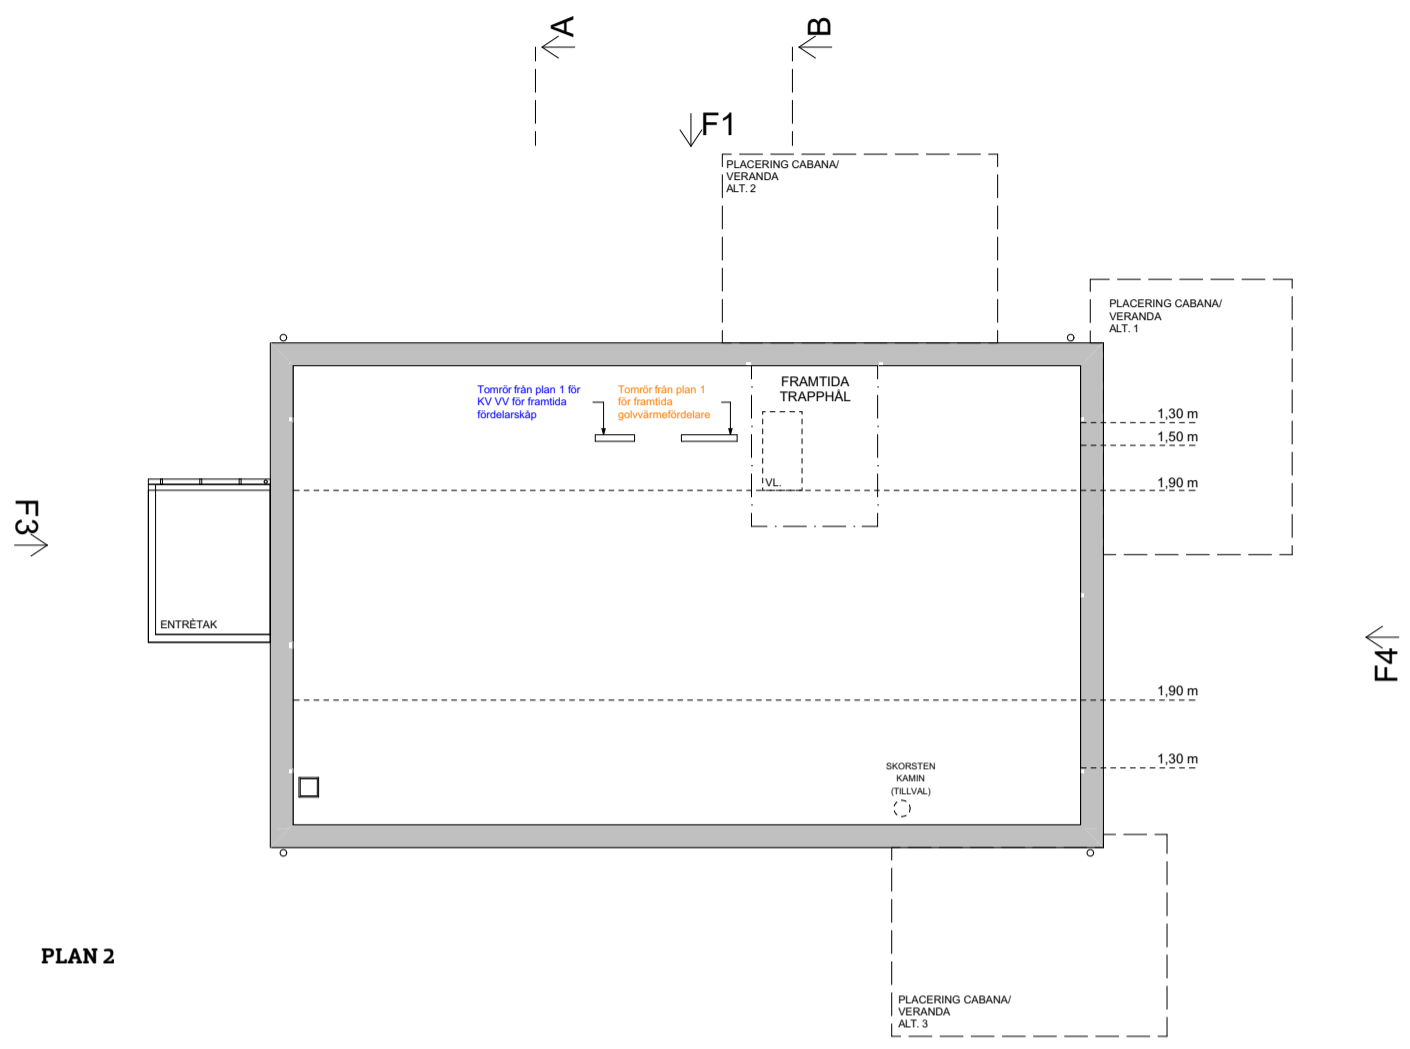 A
B
F1
PLACERING CABANA/
VERANDA
ALT. 2
PLACERING CABANA/
VERANDA
ALT. 1
Tomrör från plan 1 för
KV VV för framtida
fördelarskåp
Tomrör från plan 1
för framtida
golvvärmefördelare
FRAMTIDA
TRAPPHÅL
VL.
1,30 m
1,50 m
1,90 m
F3
ENTRÉTAK
F4
1,90 m
1,30 m
SKORSTEN
KAMIN
(TILLVAL)
PLAN 2
PLACERING CABANA/
VERANDA
ALT. 3